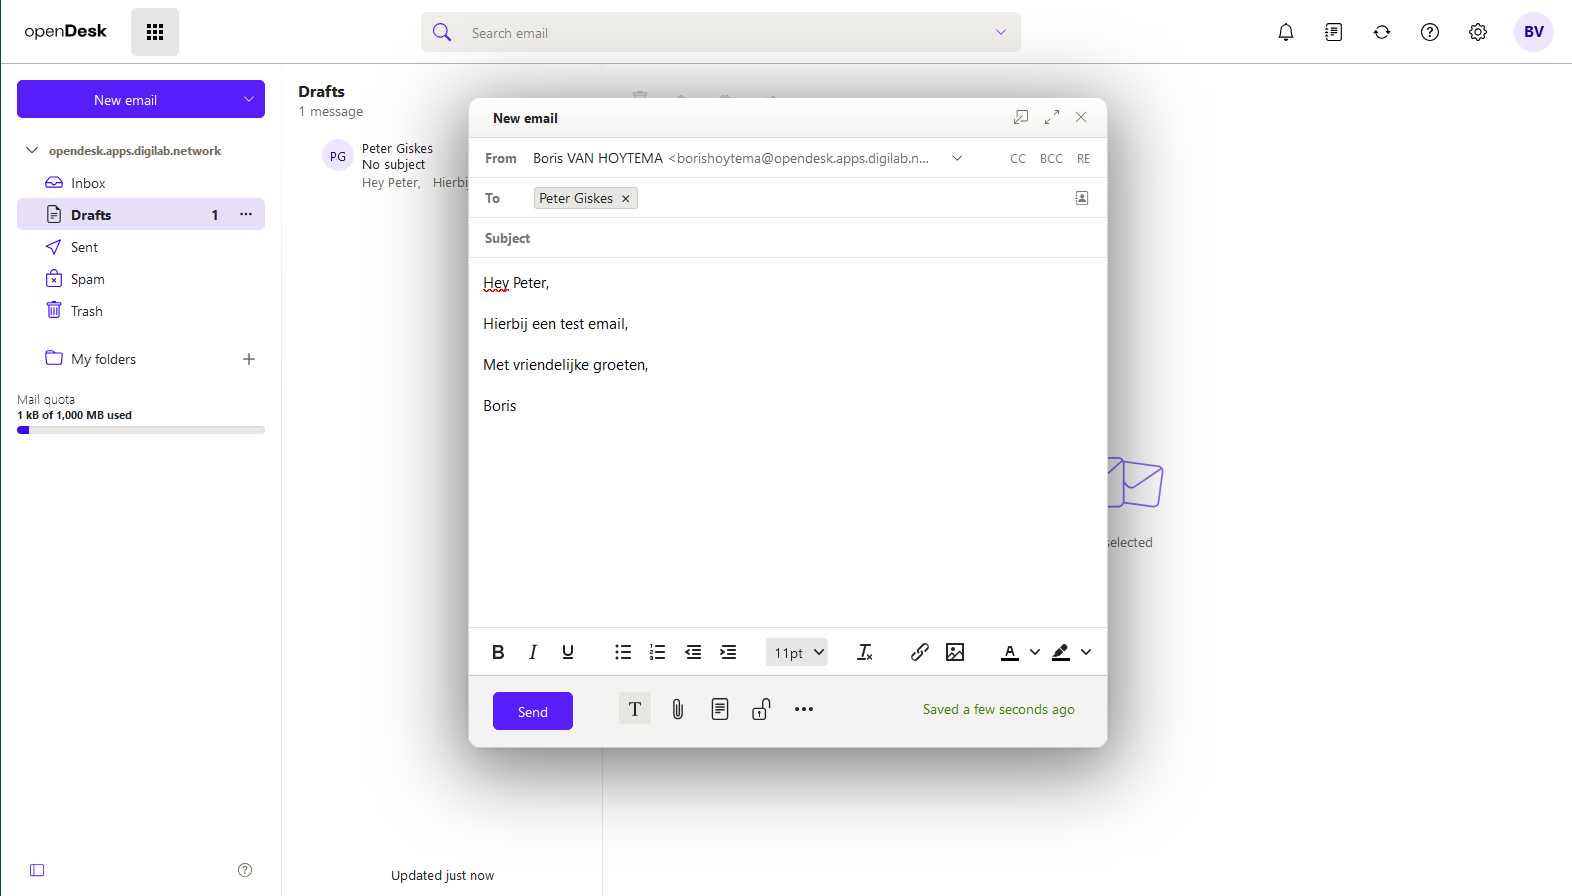 openDesk
Search email
BV
New email
opendesk.apps.digilab.network
Inbox
Drafts 1
Sent
Spam
Trash
My folders
Mail quota
1 kB of 1,000 MB used
Drafts
1 message
PG
Peter Giskes
No subject
Hey Peter, Hierbij
Updated just now
New email
From Boris VAN HOYTEMA <borishoytema@opendesk.apps.digilab.n... CC BCC RE
To Peter Giskes
Subject
Hey Peter,
Hierbij een test email,
Met vriendelijke groeten,
Boris
11pt
Send
Saved a few seconds ago
selected